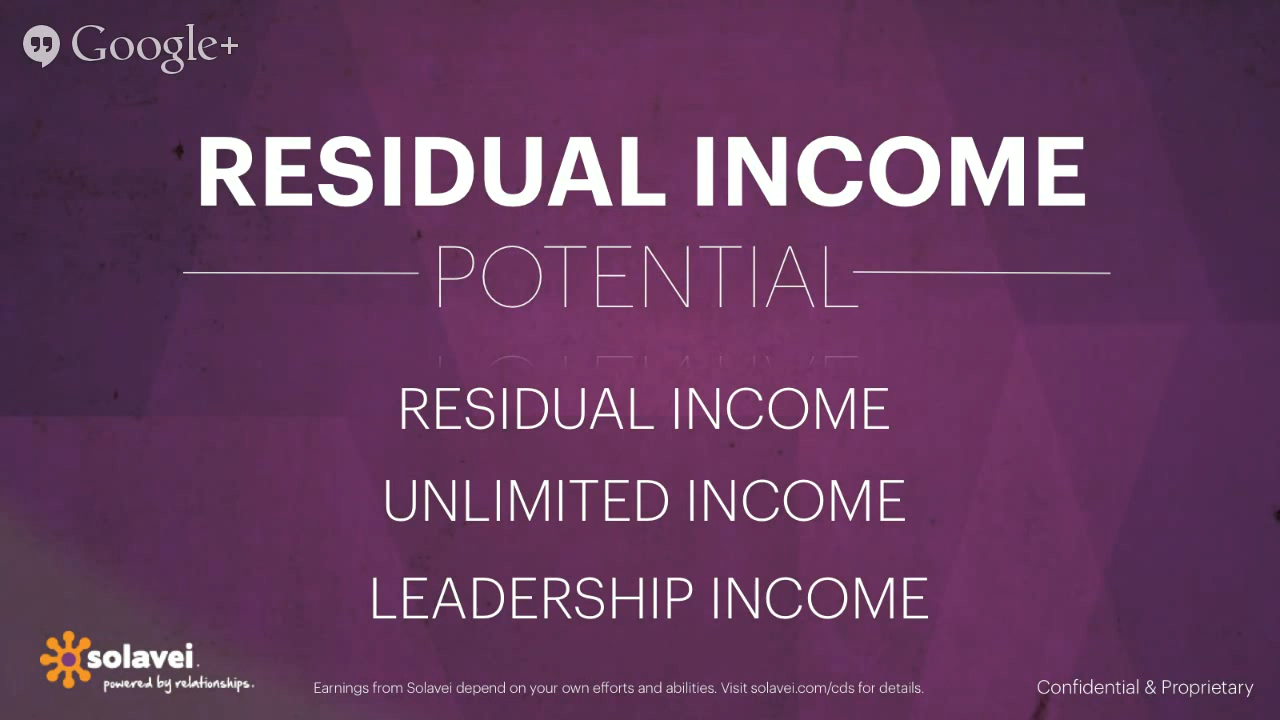 Google+
RESIDUAL INCOME
POTENTIAL
RESIDUAL INCOME
UNLIMITED INCOME
LEADERSHIP INCOME
solavei.
powered by relationships.
Earnings from Solavei depend on your own efforts and abilities. Visit solavei.com/cds for details.
Confidential & Proprietary